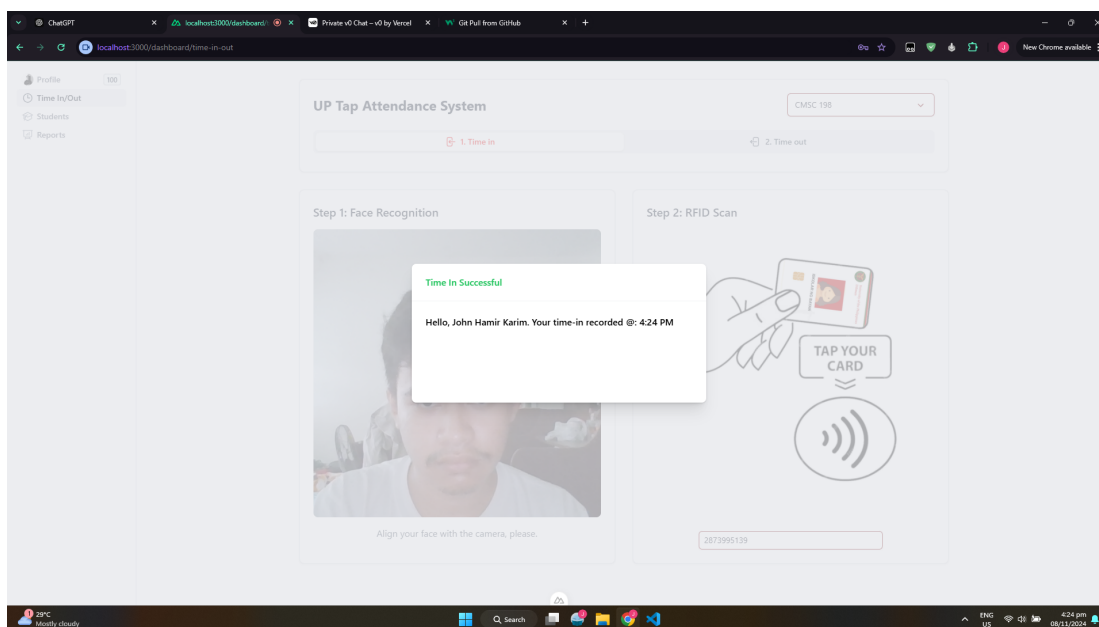 ChatGPT
localhost:3000/dashboard/t
Private v0 Chat – v0 by Vercel
Git Pull from GitHub
localhost:3000/dashboard/time-in-out
New Chrome available
Profile
100
Time In/Out
Students
Reports
UP Tap Attendance System
CMSC 198
1. Time in
2. Time out
Step 1: Face Recognition
Step 2: RFID Scan
Time In Successful
Hello, John Hamir Karim. Your time-in recorded @: 4:24 PM
TAP YOUR
CARD
Align your face with the camera, please.
2873995139
1
29°C
Mostly cloudy
Search
ENG
US
4:24 pm
08/11/2024